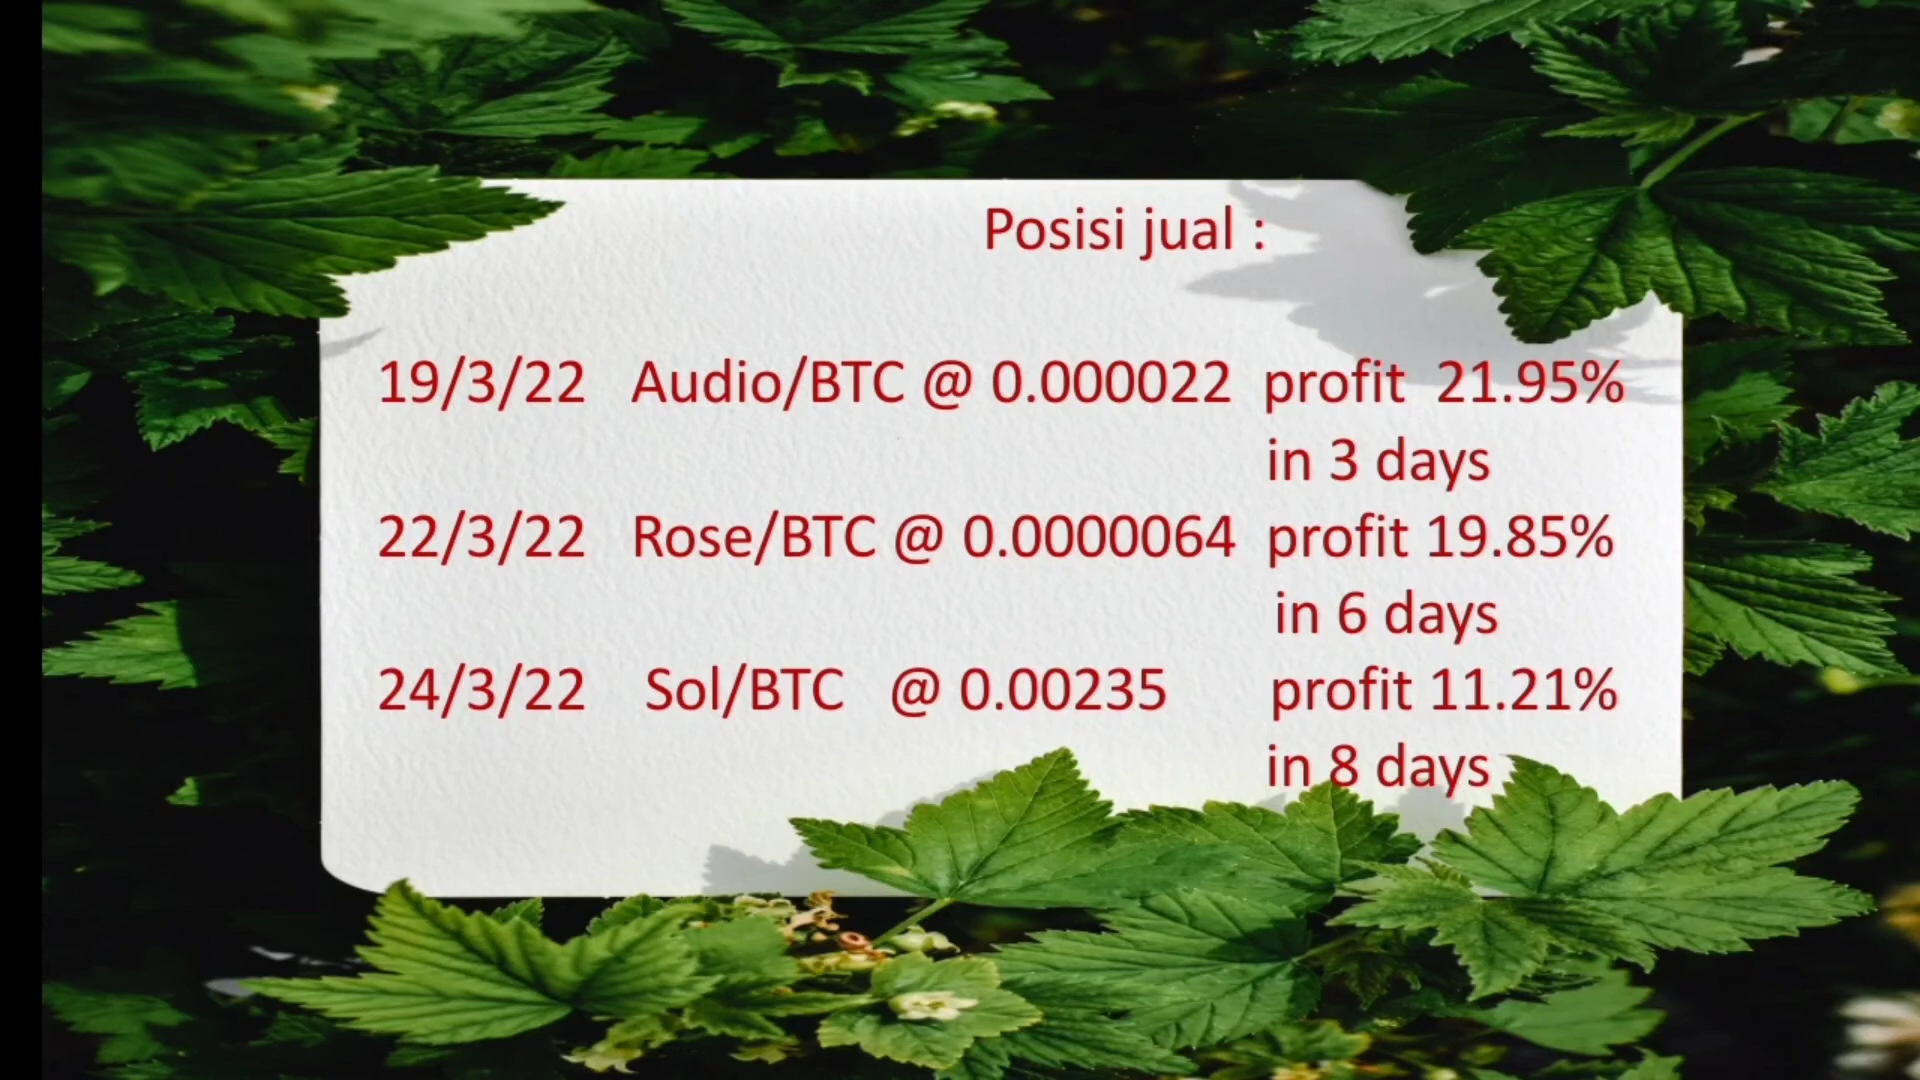 Posisi jual :
19/3/22 Audio/BTC @ 0.000022 profit 21.95%
in 3 days
22/3/22 Rose/BTC @ 0.0000064 profit 19.85%
in 6 days
24/3/22 Sol/BTC @ 0.00235 profit 11.21%
in 8 days